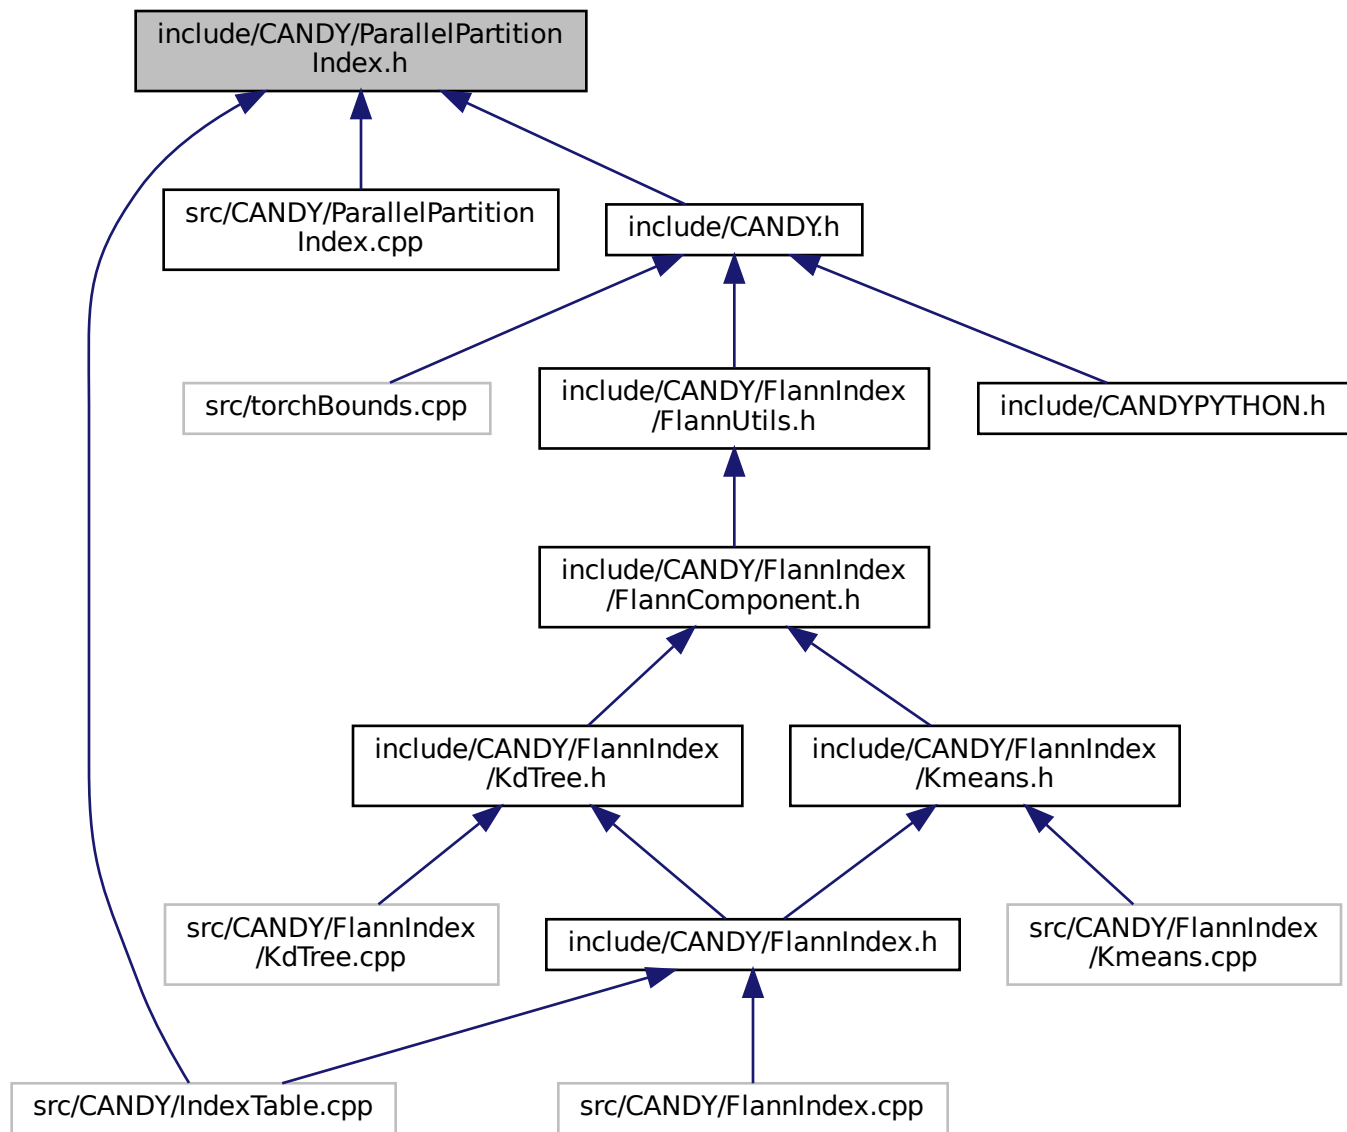 include/CANDY/ParallelPartition
Index.h
src/CANDY/ParallelPartition
Index.cpp
include/CANDY.h
src/torchBounds.cpp
include/CANDY/FlannIndex
/FlannUtils.h
include/CANDYPYTHON.h
include/CANDY/FlannIndex
/FlannComponent.h
include/CANDY/FlannIndex
/KdTree.h
include/CANDY/FlannIndex
/Kmeans.h
src/CANDY/FlannIndex
/KdTree.cpp
include/CANDY/FlannIndex.h
src/CANDY/FlannIndex
/Kmeans.cpp
src/CANDY/IndexTable.cpp
src/CANDY/FlannIndex.cpp